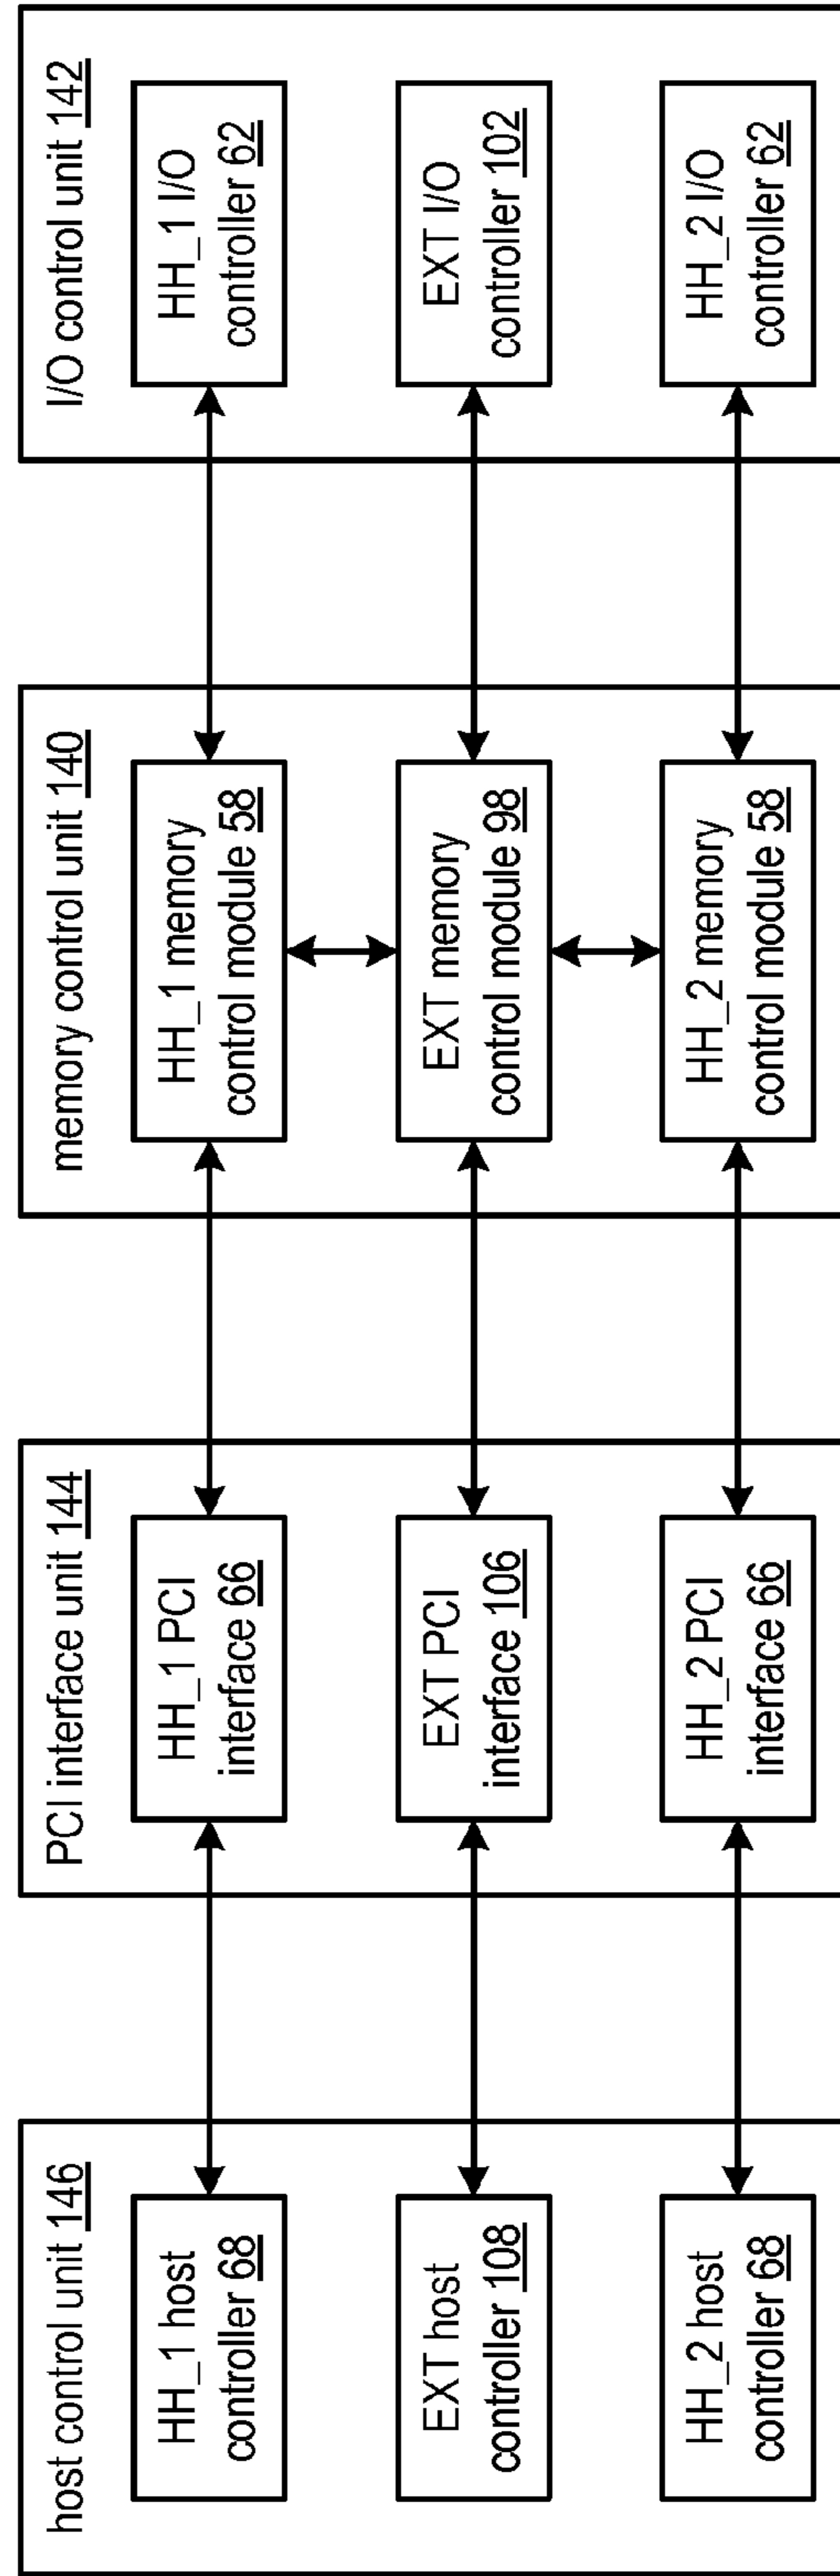 host control unit 146
HH_1 host
controller 68
EXT host
controller 108
HH_2 host
controller 68
PCI interface unit 144
HH_1 PCI
interface 66
EXT PCI
interface 106
HH_2 PCI
interface 66
memory control unit 140
HH_1 memory
control module 58
EXT memory
control module 98
HH_2 memory
control module 58
I/O control unit 142
HH_1 I/O
controller 62
EXT I/O
controller 102
HH_2 I/O
controller 62